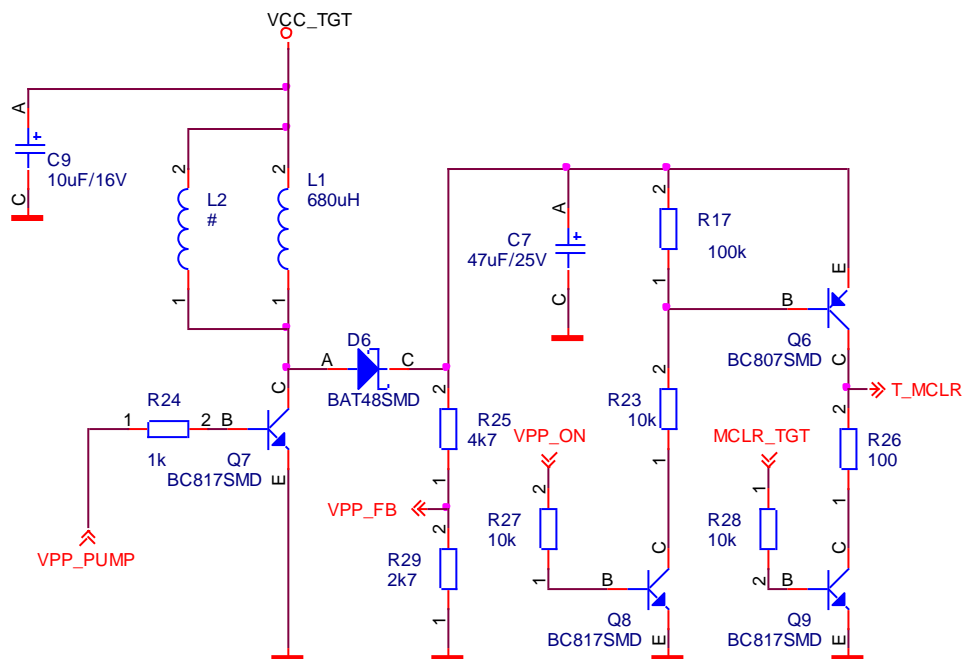 VCC_TGT
A
C9
10uF/16V
C
2
L2
#
1
2
L1
680uH
1
A
D6
C
BAT48SMD
1
R24
2
B
1k
C
Q7
BC817SMD
E
VPP_PUMP
2
R25
4k7
1
VPP_FB
2
R29
2k7
1
A
C7
47uF/25V
C
2
R17
100k
1
2
R23
10k
1
VPP_ON
2
R27
10k
1
B
C
Q8
BC817SMD
E
B
E
Q6
BC807SMD
C
T_MCLR
2
R26
100
1
MCLR_TGT
1
R28
10k
2
B
C
Q9
BC817SMD
E